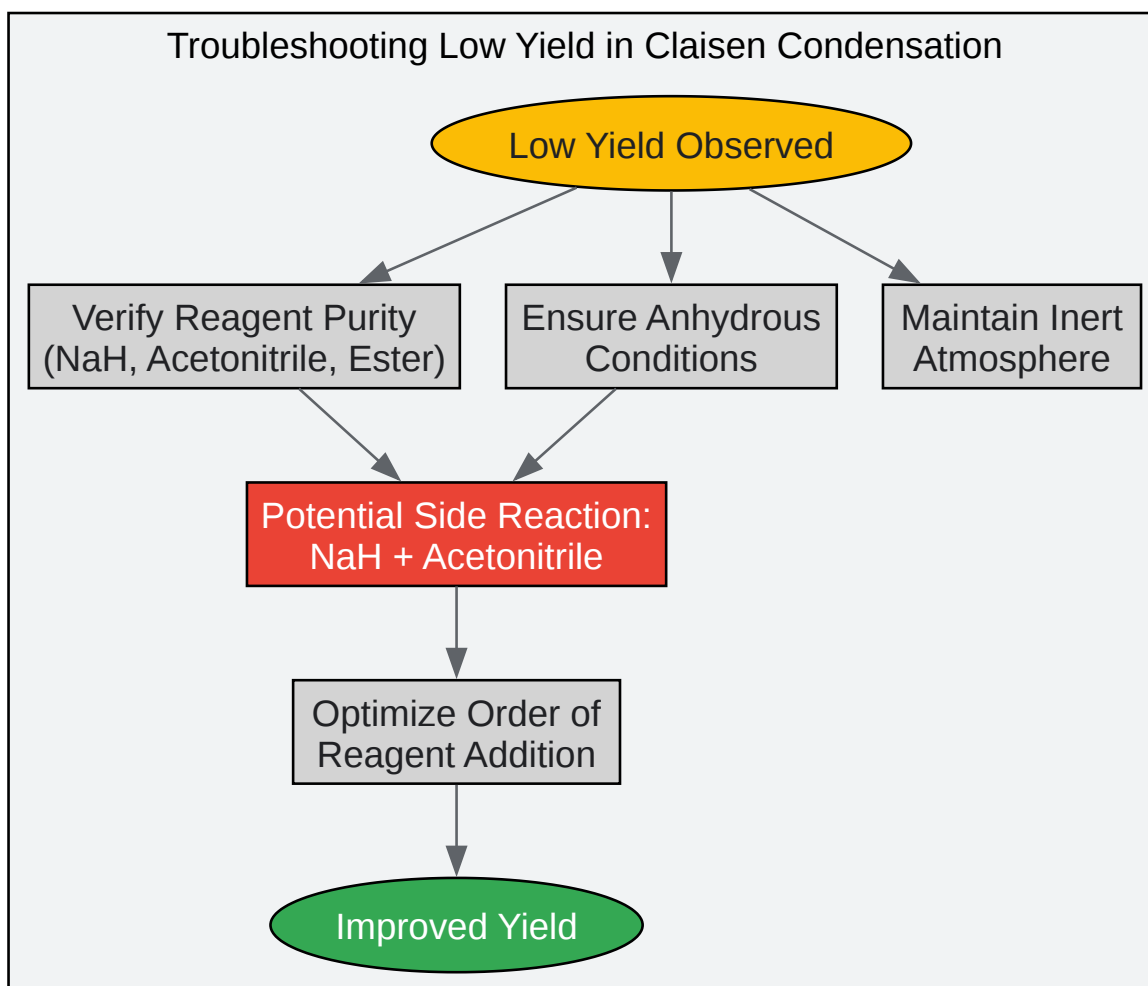 Troubleshooting Low Yield in Claisen Condensation
Low Yield Observed
Verify Reagent Purity
(NaH, Acetonitrile, Ester)
Ensure Anhydrous
Conditions
Maintain Inert
Atmosphere
Potential Side Reaction:
NaH + Acetonitrile
Optimize Order of
Reagent Addition
Improved Yield